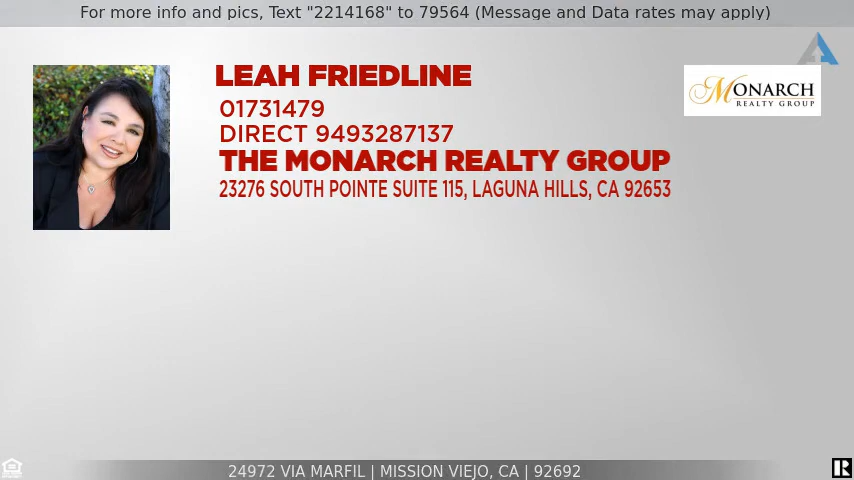 For more info and pics, Text "2214168" to 79564 (Message and Data rates may apply)
LEAH FRIEDLINE
01731479
DIRECT 9493287137
THE MONARCH REALTY GROUP
23276 SOUTH POINTE SUITE 115, LAGUNA HILLS, CA 92653
MONARCH
REALTY GROUP
24972 VIA MARFIL | MISSION VIEJO, CA | 92692